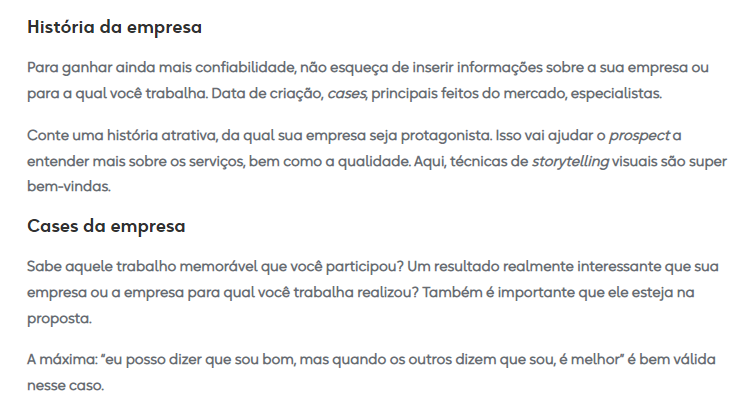 História da empresa
Para ganhar ainda mais confiabilidade, não esqueça de inserir informações sobre a sua empresa ou
para a qual você trabalha. Data de criação, cases, principais feitos do mercado, especialistas.
Conte uma história atrativa, da qual sua empresa seja protagonista. Isso vai ajudar o prospect a
entender mais sobre os serviços, bem como a qualidade. Aqui, técnicas de storytelling visuais são super
bem-vindas.
Cases da empresa
Sabe aquele trabalho memorável que você participou? Um resultado realmente interessante que sua
empresa ou a empresa para qual você trabalha realizou? Também é importante que ele esteja na
proposta.
A máxima: “eu posso dizer que sou bom, mas quando os outros dizem que sou, é melhor” é bem válida
nesse caso.